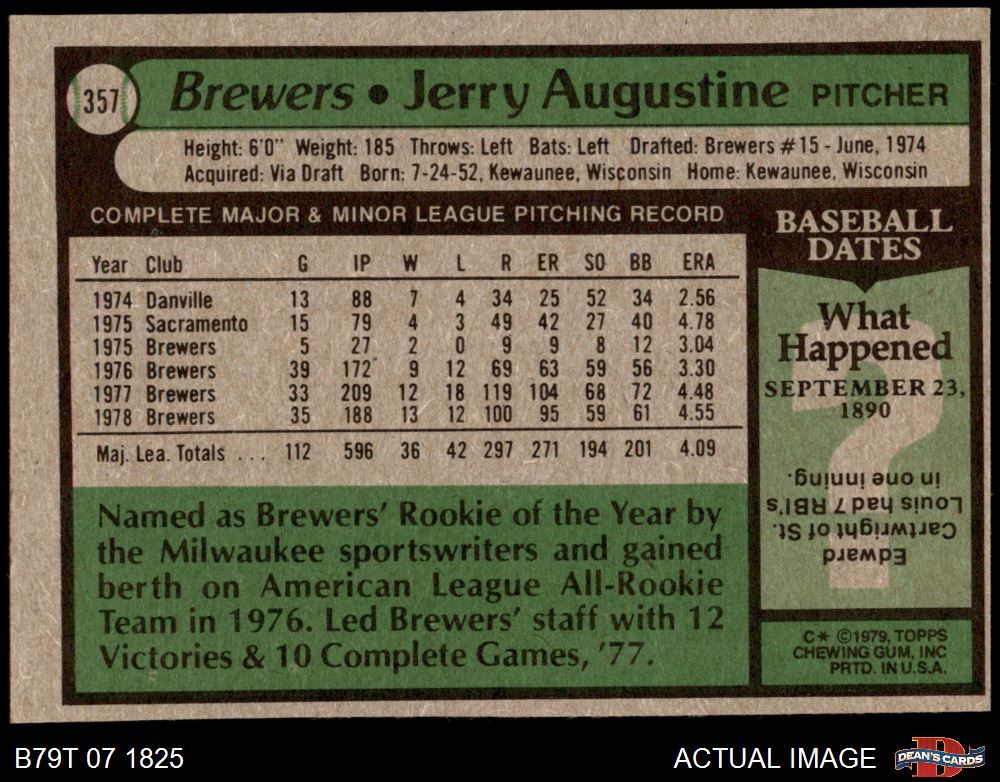 357
Brewers • Jerry Augustine PITCHER
Height: 6'0" Weight: 185 Throws: Left Bats: Left Drafted: Brewers #15 - June, 1974
Acquired: Via Draft Born: 7-24-52, Kewaunee, Wisconsin Home: Kewaunee, Wisconsin
COMPLETE MAJOR & MINOR LEAGUE PITCHING RECORD
Year Club G IP W L R ER SO BB ERA
1974 Danville 13 88 7 4 34 25 52 34 2.56
1975 Sacramento 15 79 4 3 49 42 27 40 4.78
1975 Brewers 5 27 2 0 9 9 8 12 3.04
1976 Brewers 39 172 9 12 69 63 59 56 3.30
1977 Brewers 33 209 12 18 119 104 68 72 4.48
1978 Brewers 35 188 13 12 100 95 59 61 4.55
Maj. Lea. Totals ... 112 596 36 42 297 271 194 201 4.09
Named as Brewers' Rookie of the Year by
the Milwaukee sportswriters and gained
berth on American League All-Rookie
Team in 1976. Led Brewers' staff with 12
Victories & 10 Complete Games, '77.
BASEBALL
DATES
What
Happened
SEPTEMBER 23,
1890
?
Edward
Cartwright of St.
Louis had 7 RBI's
in one inning.
C* ©1979, TOPPS
CHEWING GUM, INC
PRTD. IN U.S.A.
B79T 07 1825
ACTUAL IMAGE
D
DEAN'S CARDS